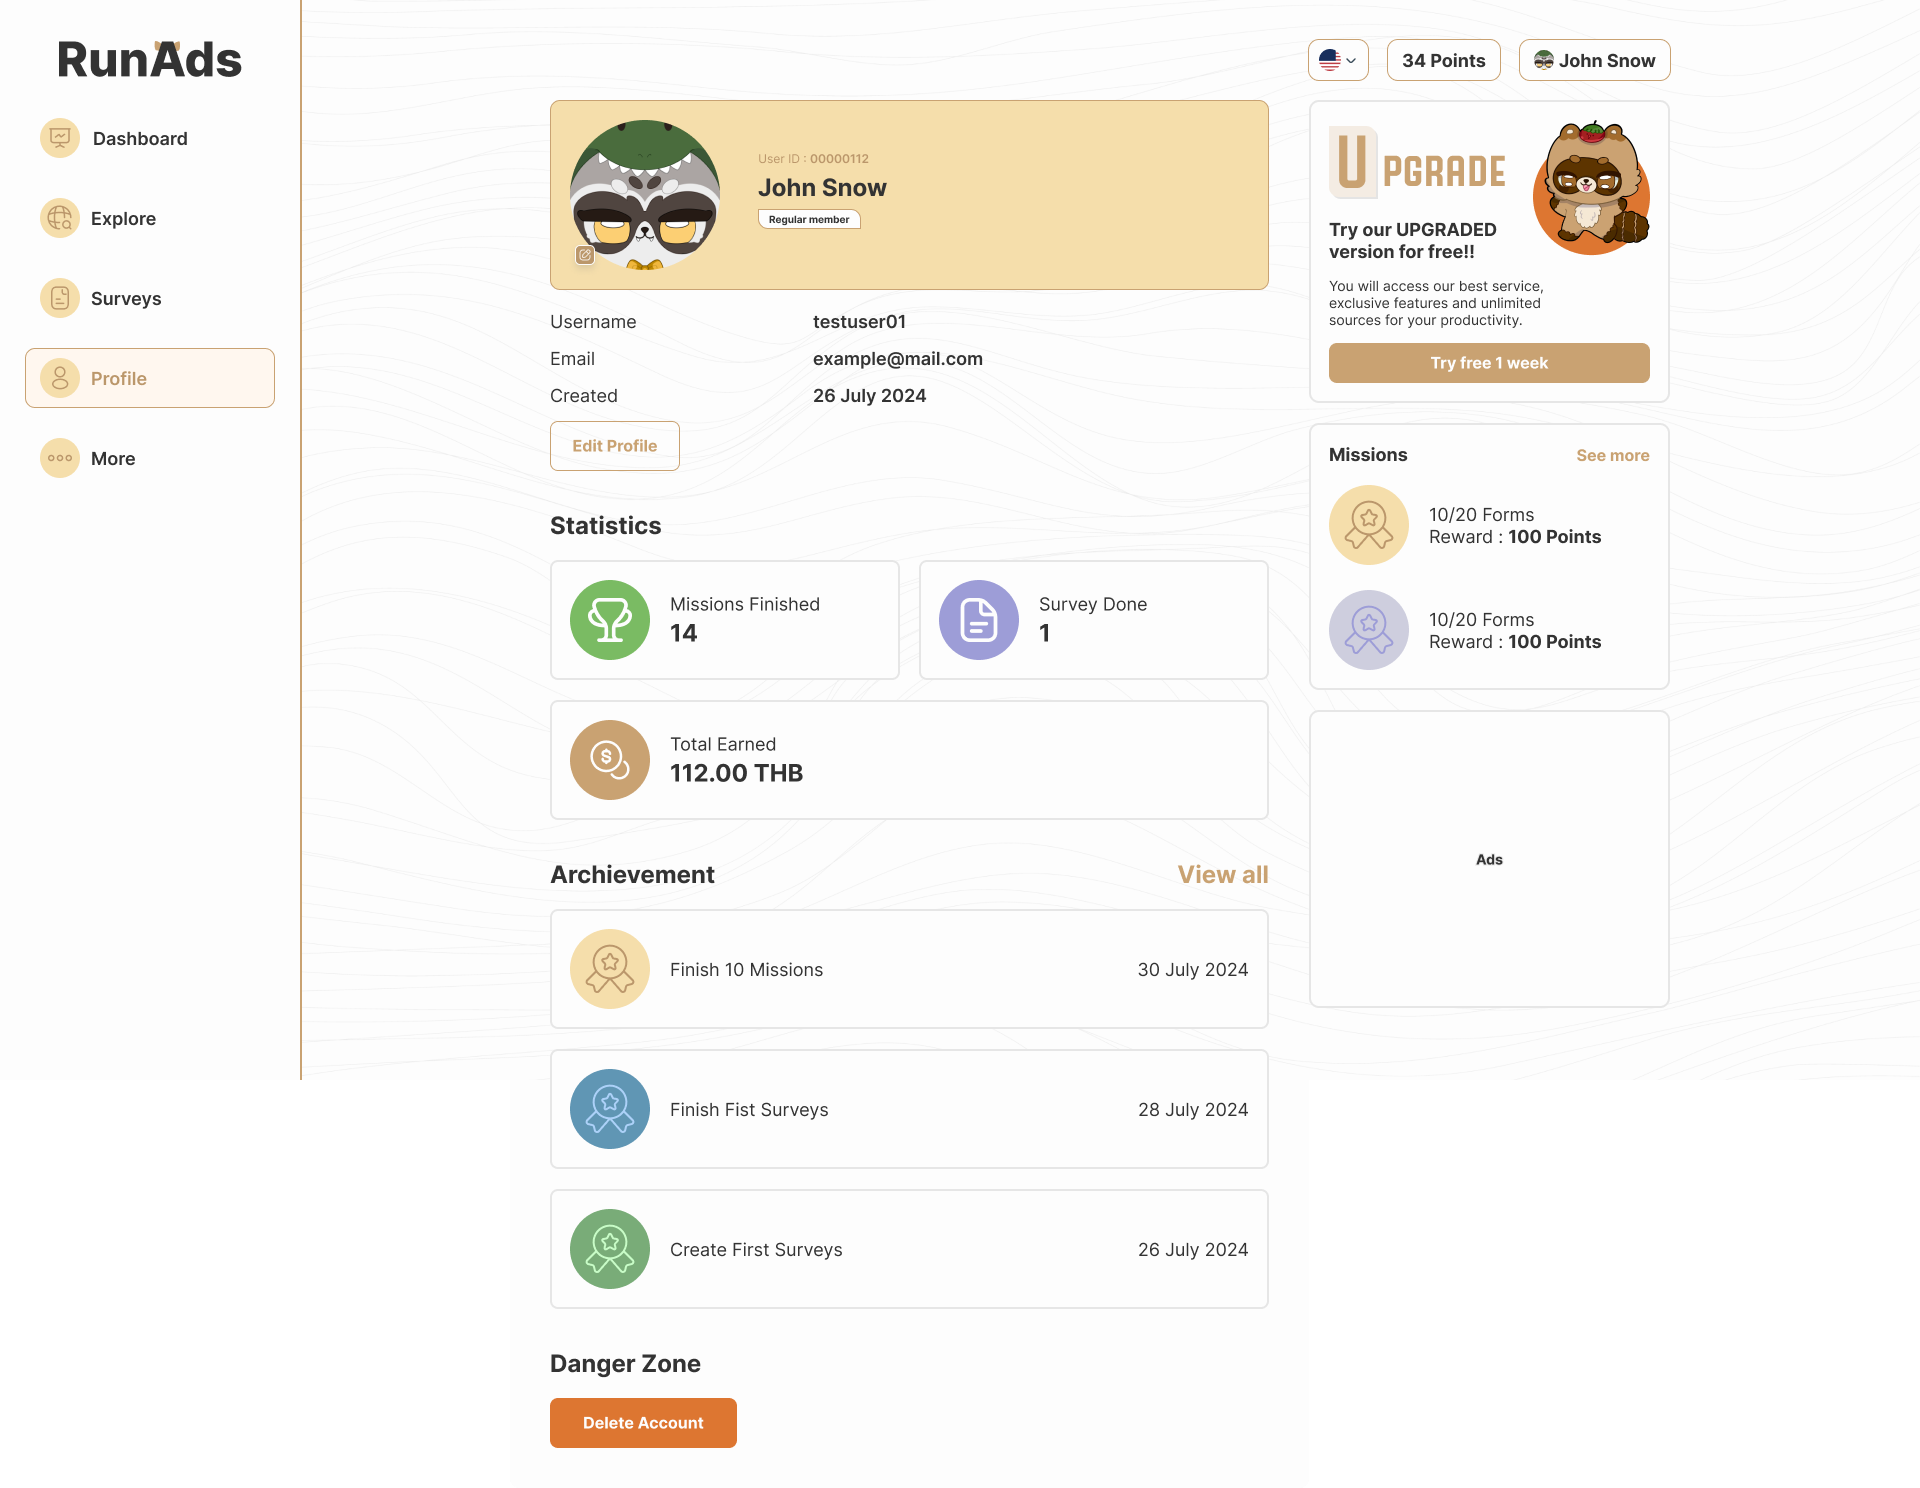 RunAds
Dashboard
Explore
Surveys
Profile
More
34 Points
John Snow
User ID : 00000112
John Snow
Regular member
Username
testuser01
Email
example@mail.com
Created
26 July 2024
Edit Profile
Statistics
Missions Finished
14
Survey Done
1
Total Earned
112.00 THB
Archievement
View all
Finish 10 Missions
30 July 2024
Finish Fist Surveys
28 July 2024
Create First Surveys
26 July 2024
Danger Zone
Delete Account
UPGRADE
Try our UPGRADED
version for free!!
You will access our best service,
exclusive features and unlimited
sources for your productivity.
Try free 1 week
Missions
See more
10/20 Forms
Reward : 100 Points
10/20 Forms
Reward : 100 Points
Ads